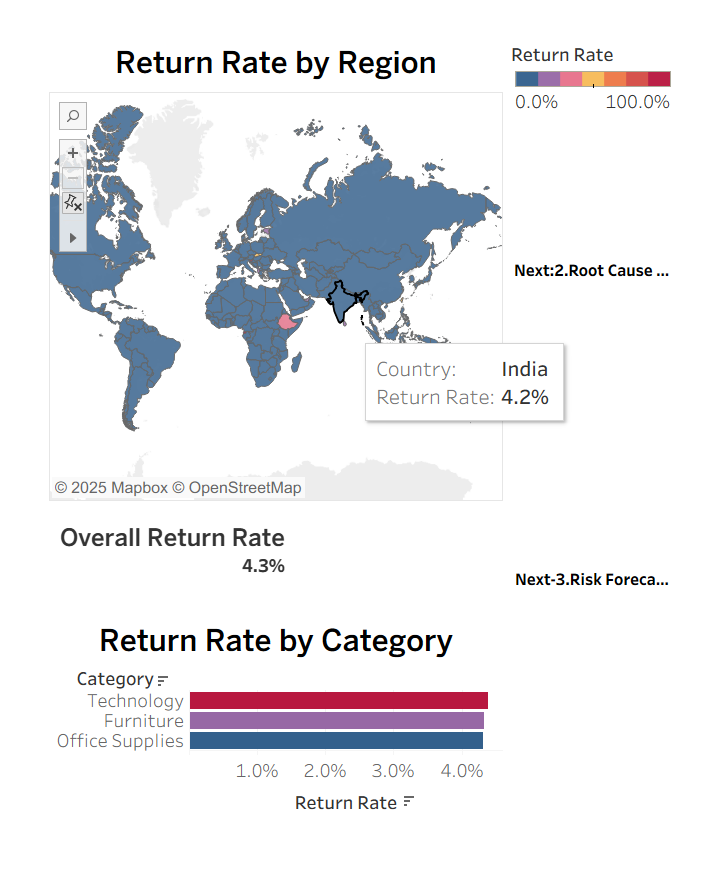 Return Rate by Region
Return Rate
0.0% 100.0%
Next:2.Root Cause ...
Country: India
Return Rate: 4.2%
© 2025 Mapbox © OpenStreetMap
Overall Return Rate
4.3%
Next-3.Risk Foreca...
Return Rate by Category
Category
Technology
Furniture
Office Supplies
1.0% 2.0% 3.0% 4.0%
Return Rate